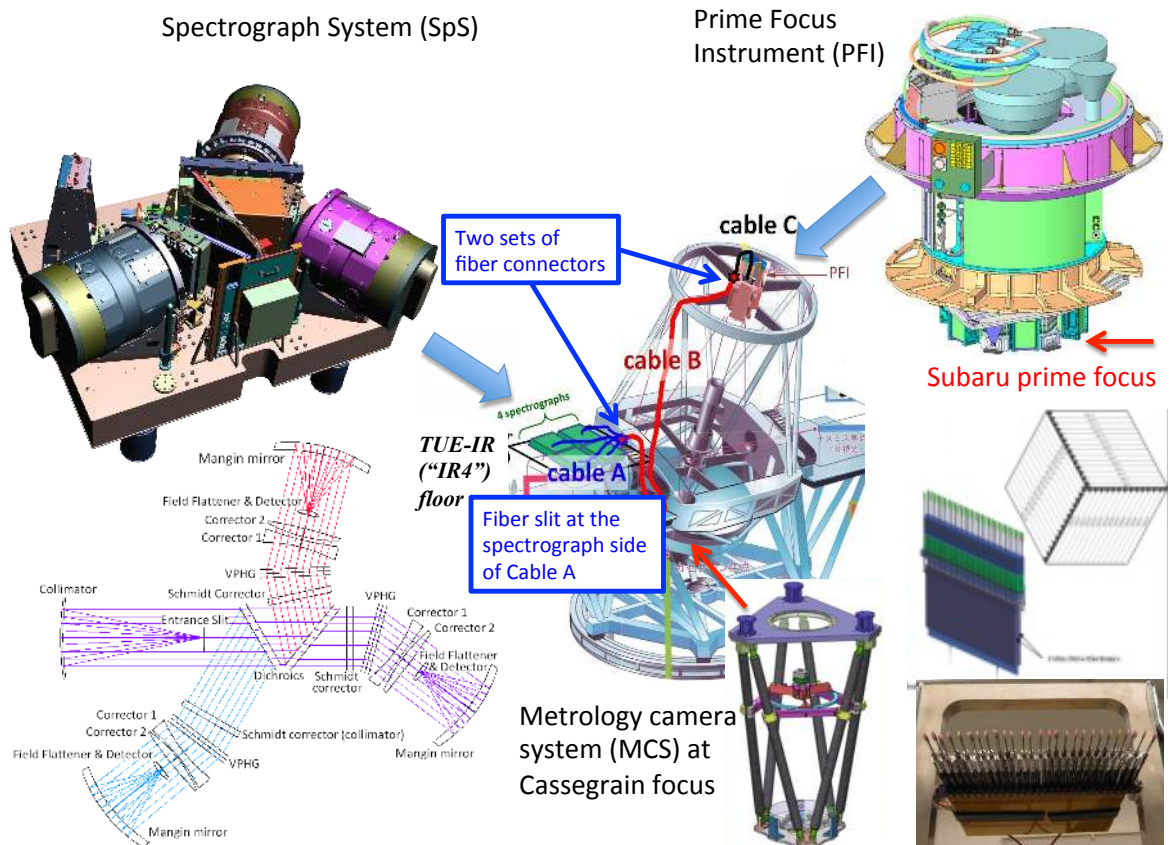 Spectrograph System (SpS)
Prime Focus
Instrument (PFI)
Two sets of
fiber connectors
cable C
PFI
cable B
Subaru prime focus
4 spectrographs
TUE-IR
("IR4")
floor
cable A
Fiber slit at the
spectrograph side
of Cable A
Mangin mirror
Field Flattener & Detector
Corrector 2
Corrector 1
VPHG
Schmidt Corrector
Collimator
Entrance Slit
VPHG
Corrector 1
Corrector 2
Field Flattener
& Detector
Dichroics
Schmidt
corrector
Mangin mirror
Corrector 1
Corrector 2
Field Flattener & Detector
Schmidt corrector (collimator)
VPHG
Mangin mirror
Metrology camera
system (MCS) at
Cassegrain focus